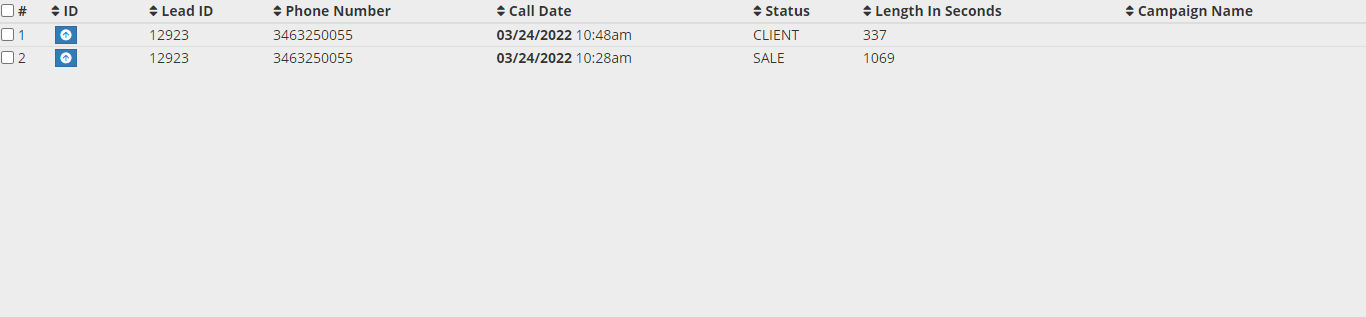 # ID Lead ID Phone Number Call Date Status Length In Seconds Campaign Name
1 12923 3463250055 03/24/2022 10:48am CLIENT 337
2 12923 3463250055 03/24/2022 10:28am SALE 1069